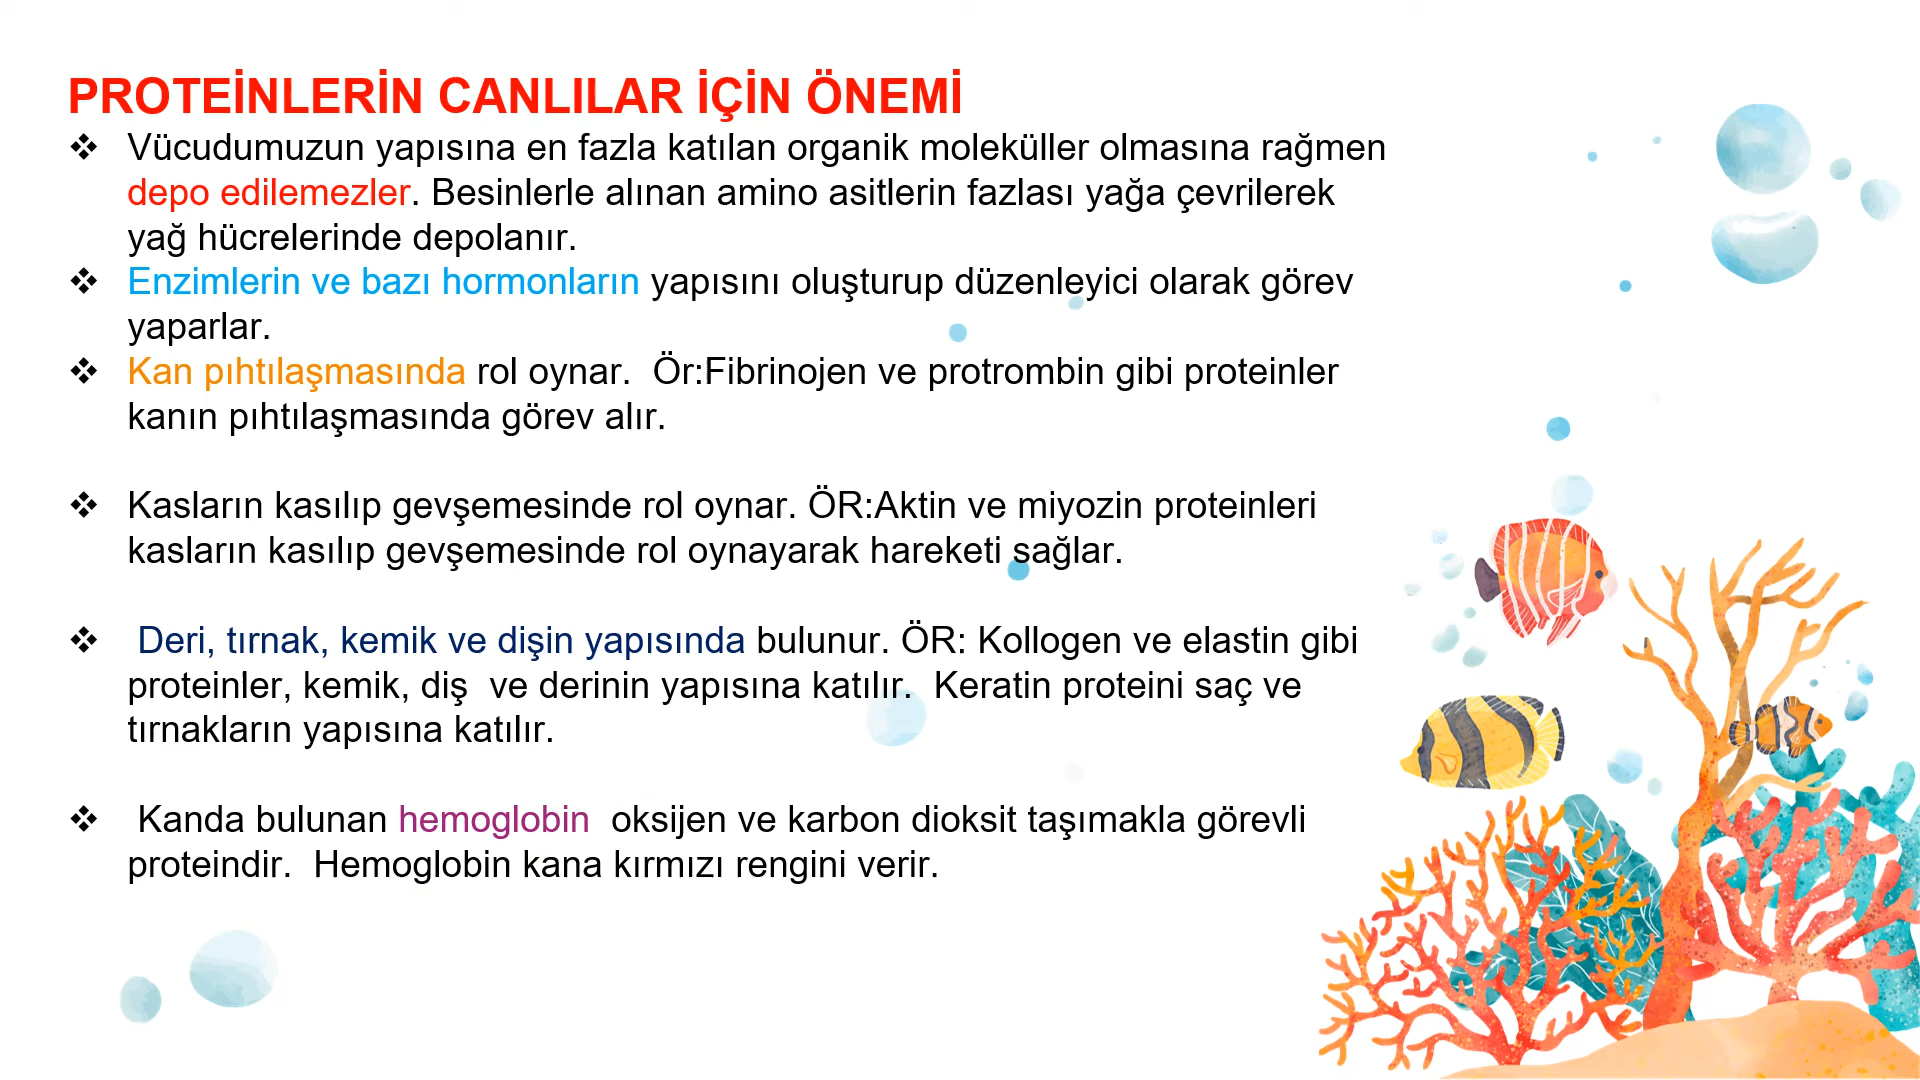 PROTEİNLERİN CANLILAR İÇİN ÖNEMİ
❖ Vücudumuzun yapısına en fazla katılan organik moleküller olmasına rağmen
depo edilemezler. Besinlerle alınan amino asitlerin fazlası yağa çevrilerek
yağ hücrelerinde depolanır.
❖ Enzimlerin ve bazı hormonların yapısını oluşturup düzenleyici olarak görev
yaparlar.
❖ Kan pıhtılaşmasında rol oynar.  Ör:Fibrinojen ve protrombin gibi proteinler
kanın pıhtılaşmasında görev alır.
❖ Kasların kasılıp gevşemesinde rol oynar. ÖR:Aktin ve miyozin proteinleri
kasların kasılıp gevşemesinde rol oynayarak hareketi sağlar.
❖ Deri, tırnak, kemik ve dişin yapısında bulunur. ÖR: Kollogen ve elastin gibi
proteinler, kemik, diş  ve derinin yapısına katılır.  Keratin proteini saç ve
tırnakların yapısına katılır.
❖ Kanda bulunan hemoglobin  oksijen ve karbon dioksit taşımakla görevli
proteindir.  Hemoglobin kana kırmızı rengini verir.